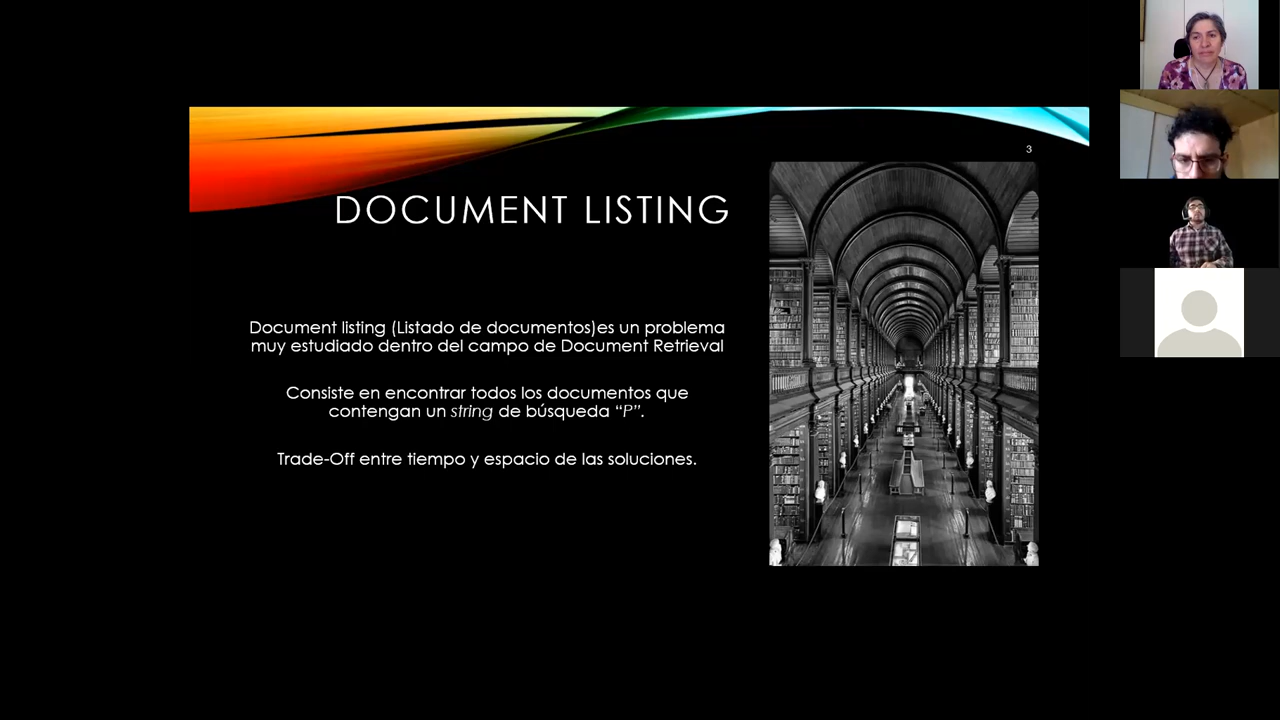 3
DOCUMENT LISTING
Document listing (Listado de documentos)es un problema
muy estudiado dentro del campo de Document Retrieval
Consiste en encontrar todos los documentos que
contengan un string de búsqueda “P”.
Trade-Off entre tiempo y espacio de las soluciones.